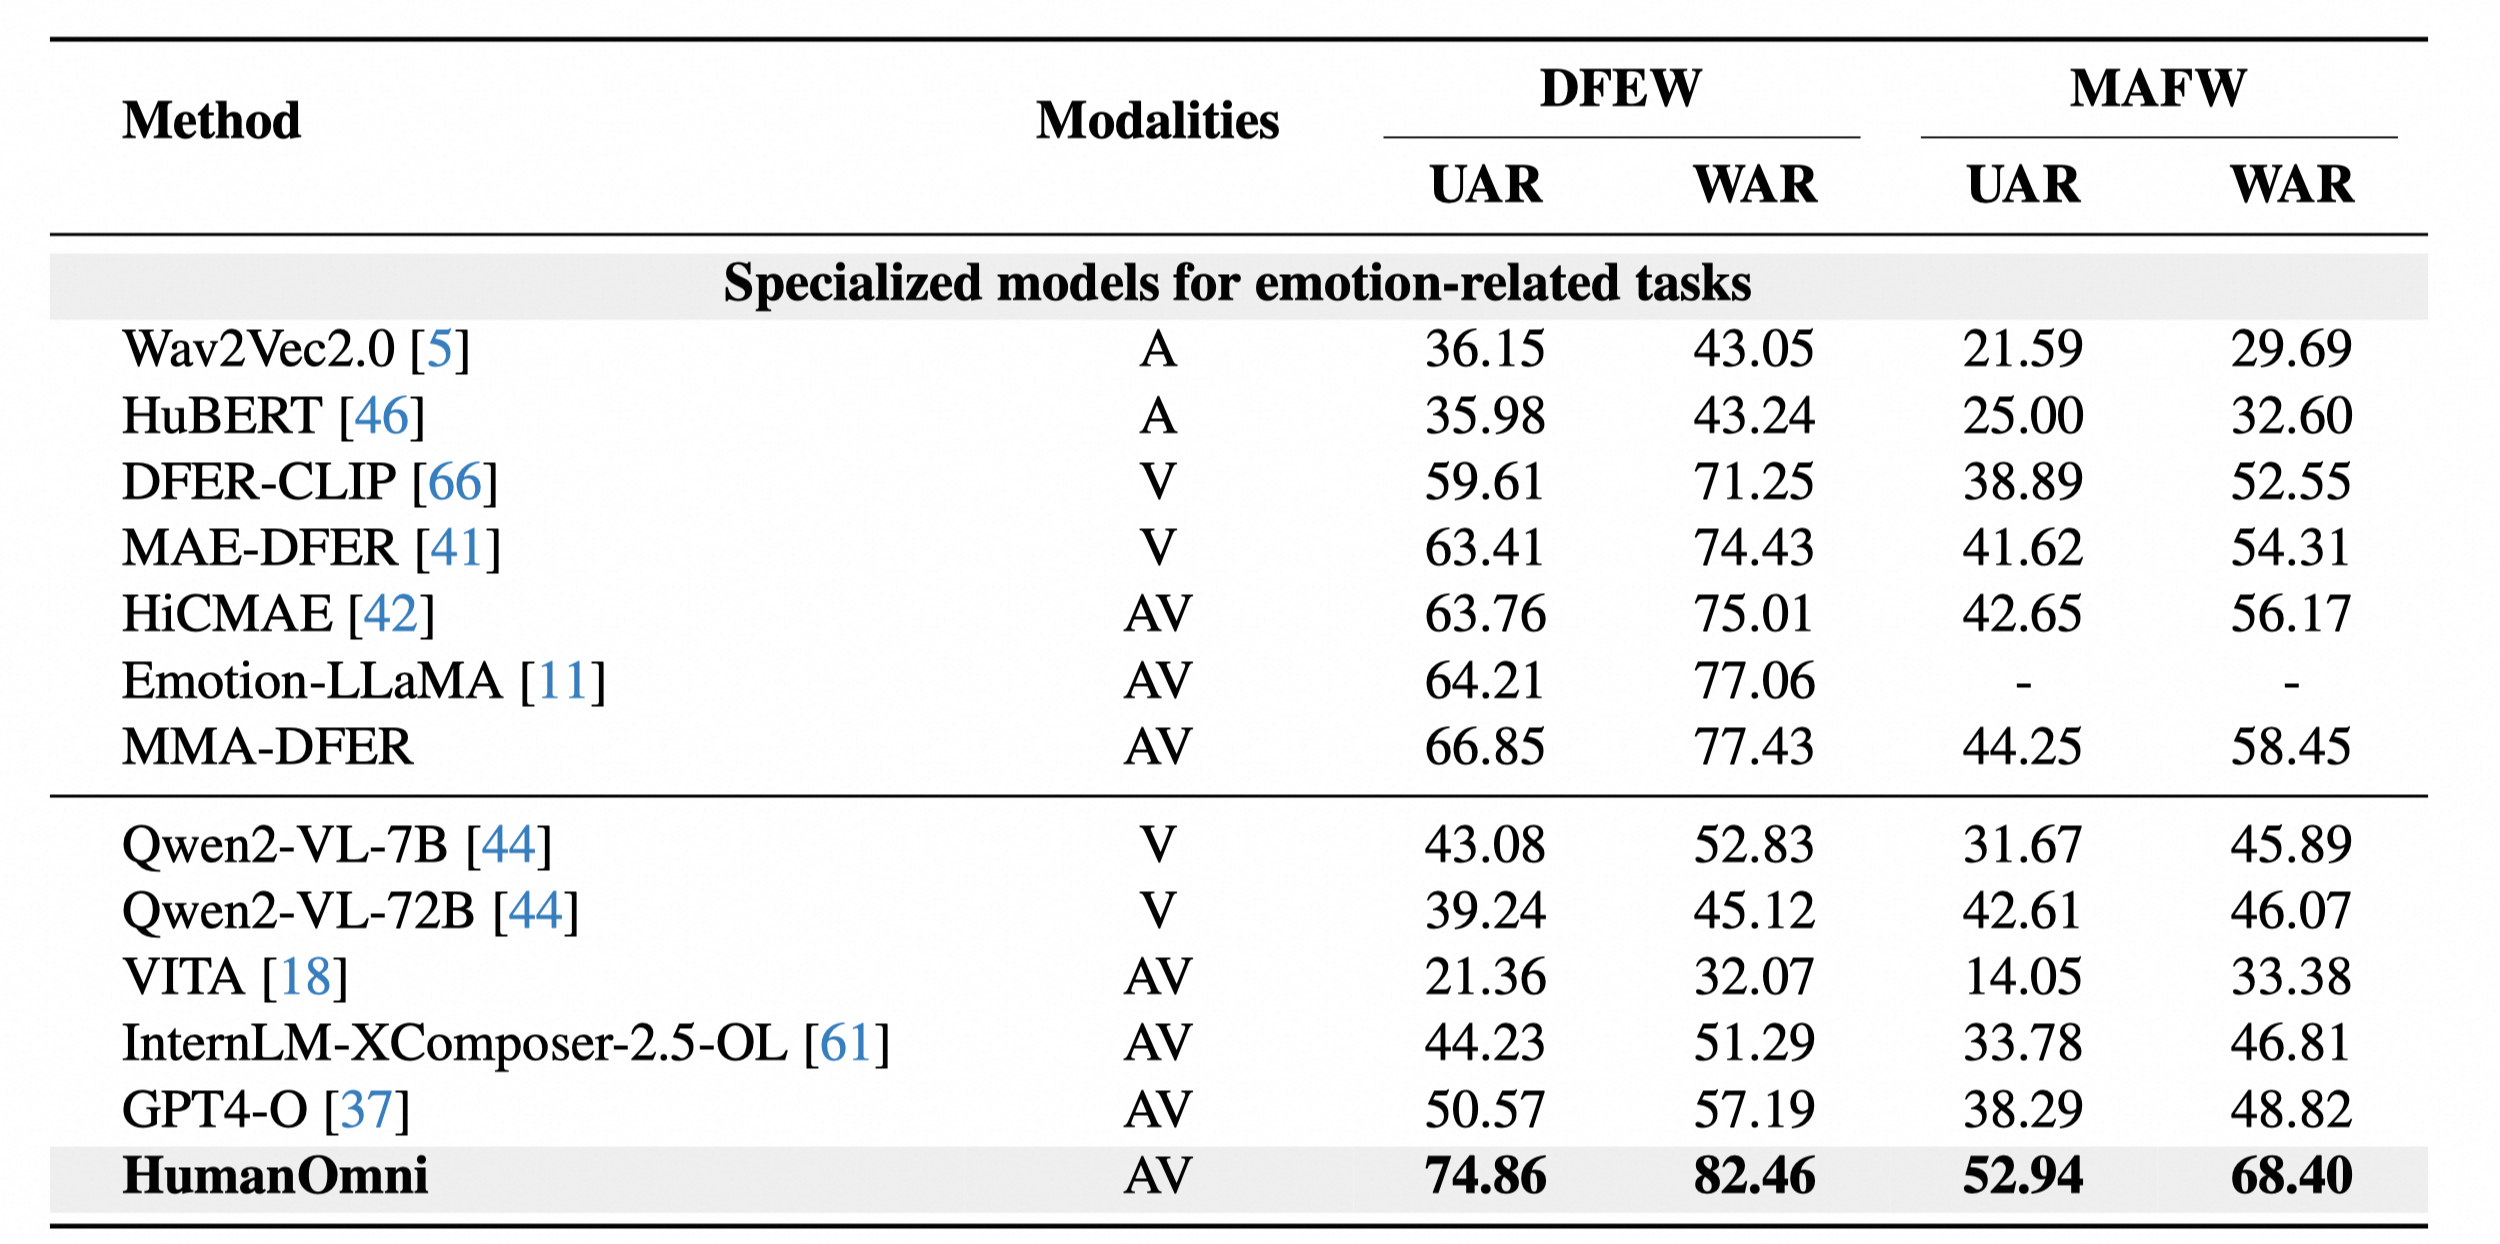 Method Modalities DFEW MAFW
UAR WAR UAR WAR
Specialized models for emotion-related tasks
Wav2Vec2.0 [5] A 36.15 43.05 21.59 29.69
HuBERT [46] A 35.98 43.24 25.00 32.60
DFER-CLIP [66] V 59.61 71.25 38.89 52.55
MAE-DFER [41] V 63.41 74.43 41.62 54.31
HiCMAE [42] AV 63.76 75.01 42.65 56.17
Emotion-LLaMA [11] AV 64.21 77.06 - -
MMA-DFER AV 66.85 77.43 44.25 58.45
Qwen2-VL-7B [44] V 43.08 52.83 31.67 45.89
Qwen2-VL-72B [44] V 39.24 45.12 42.61 46.07
VITA [18] AV 21.36 32.07 14.05 33.38
InternLM-XComposer-2.5-OL [61] AV 44.23 51.29 33.78 46.81
GPT4-O [37] AV 50.57 57.19 38.29 48.82
HumanOmni AV 74.86 82.46 52.94 68.40